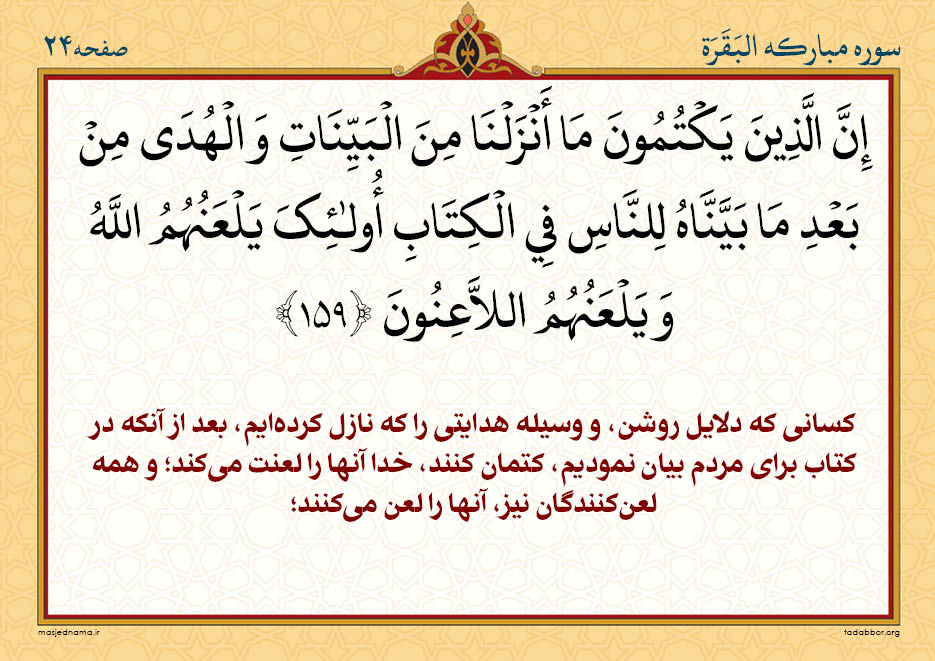 سوره مبارکه البَقَرَة
صفحه۲۴
إِنَّ الَّذِينَ يَكْتُمُونَ مَا أَنْزَلْنَا مِنَ الْبَيِّنَاتِ وَ الْهُدَى مِنْ
بَعْدِ مَا بَيَّنَّاهُ لِلنَّاسِ فِي الْكِتَابِ أُولٰئِکَ يَلْعَنُهُمُ اللَّهُ
وَ يَلْعَنُهُمُ اللاَّعِنُونَ ﴿۱۵۹﴾
کسانی که دلایل روشن، و وسیله هدایتی را که نازل کرده‌ایم، بعد از آنکه در
کتاب برای مردم بیان نمودیم، کتمان کنند، خدا آنها را لعنت می‌کند؛ و همه
لعن‌کنندگان نیز، آنها را لعن می‌کنند؛
masjednama.ir
tadabbor.org